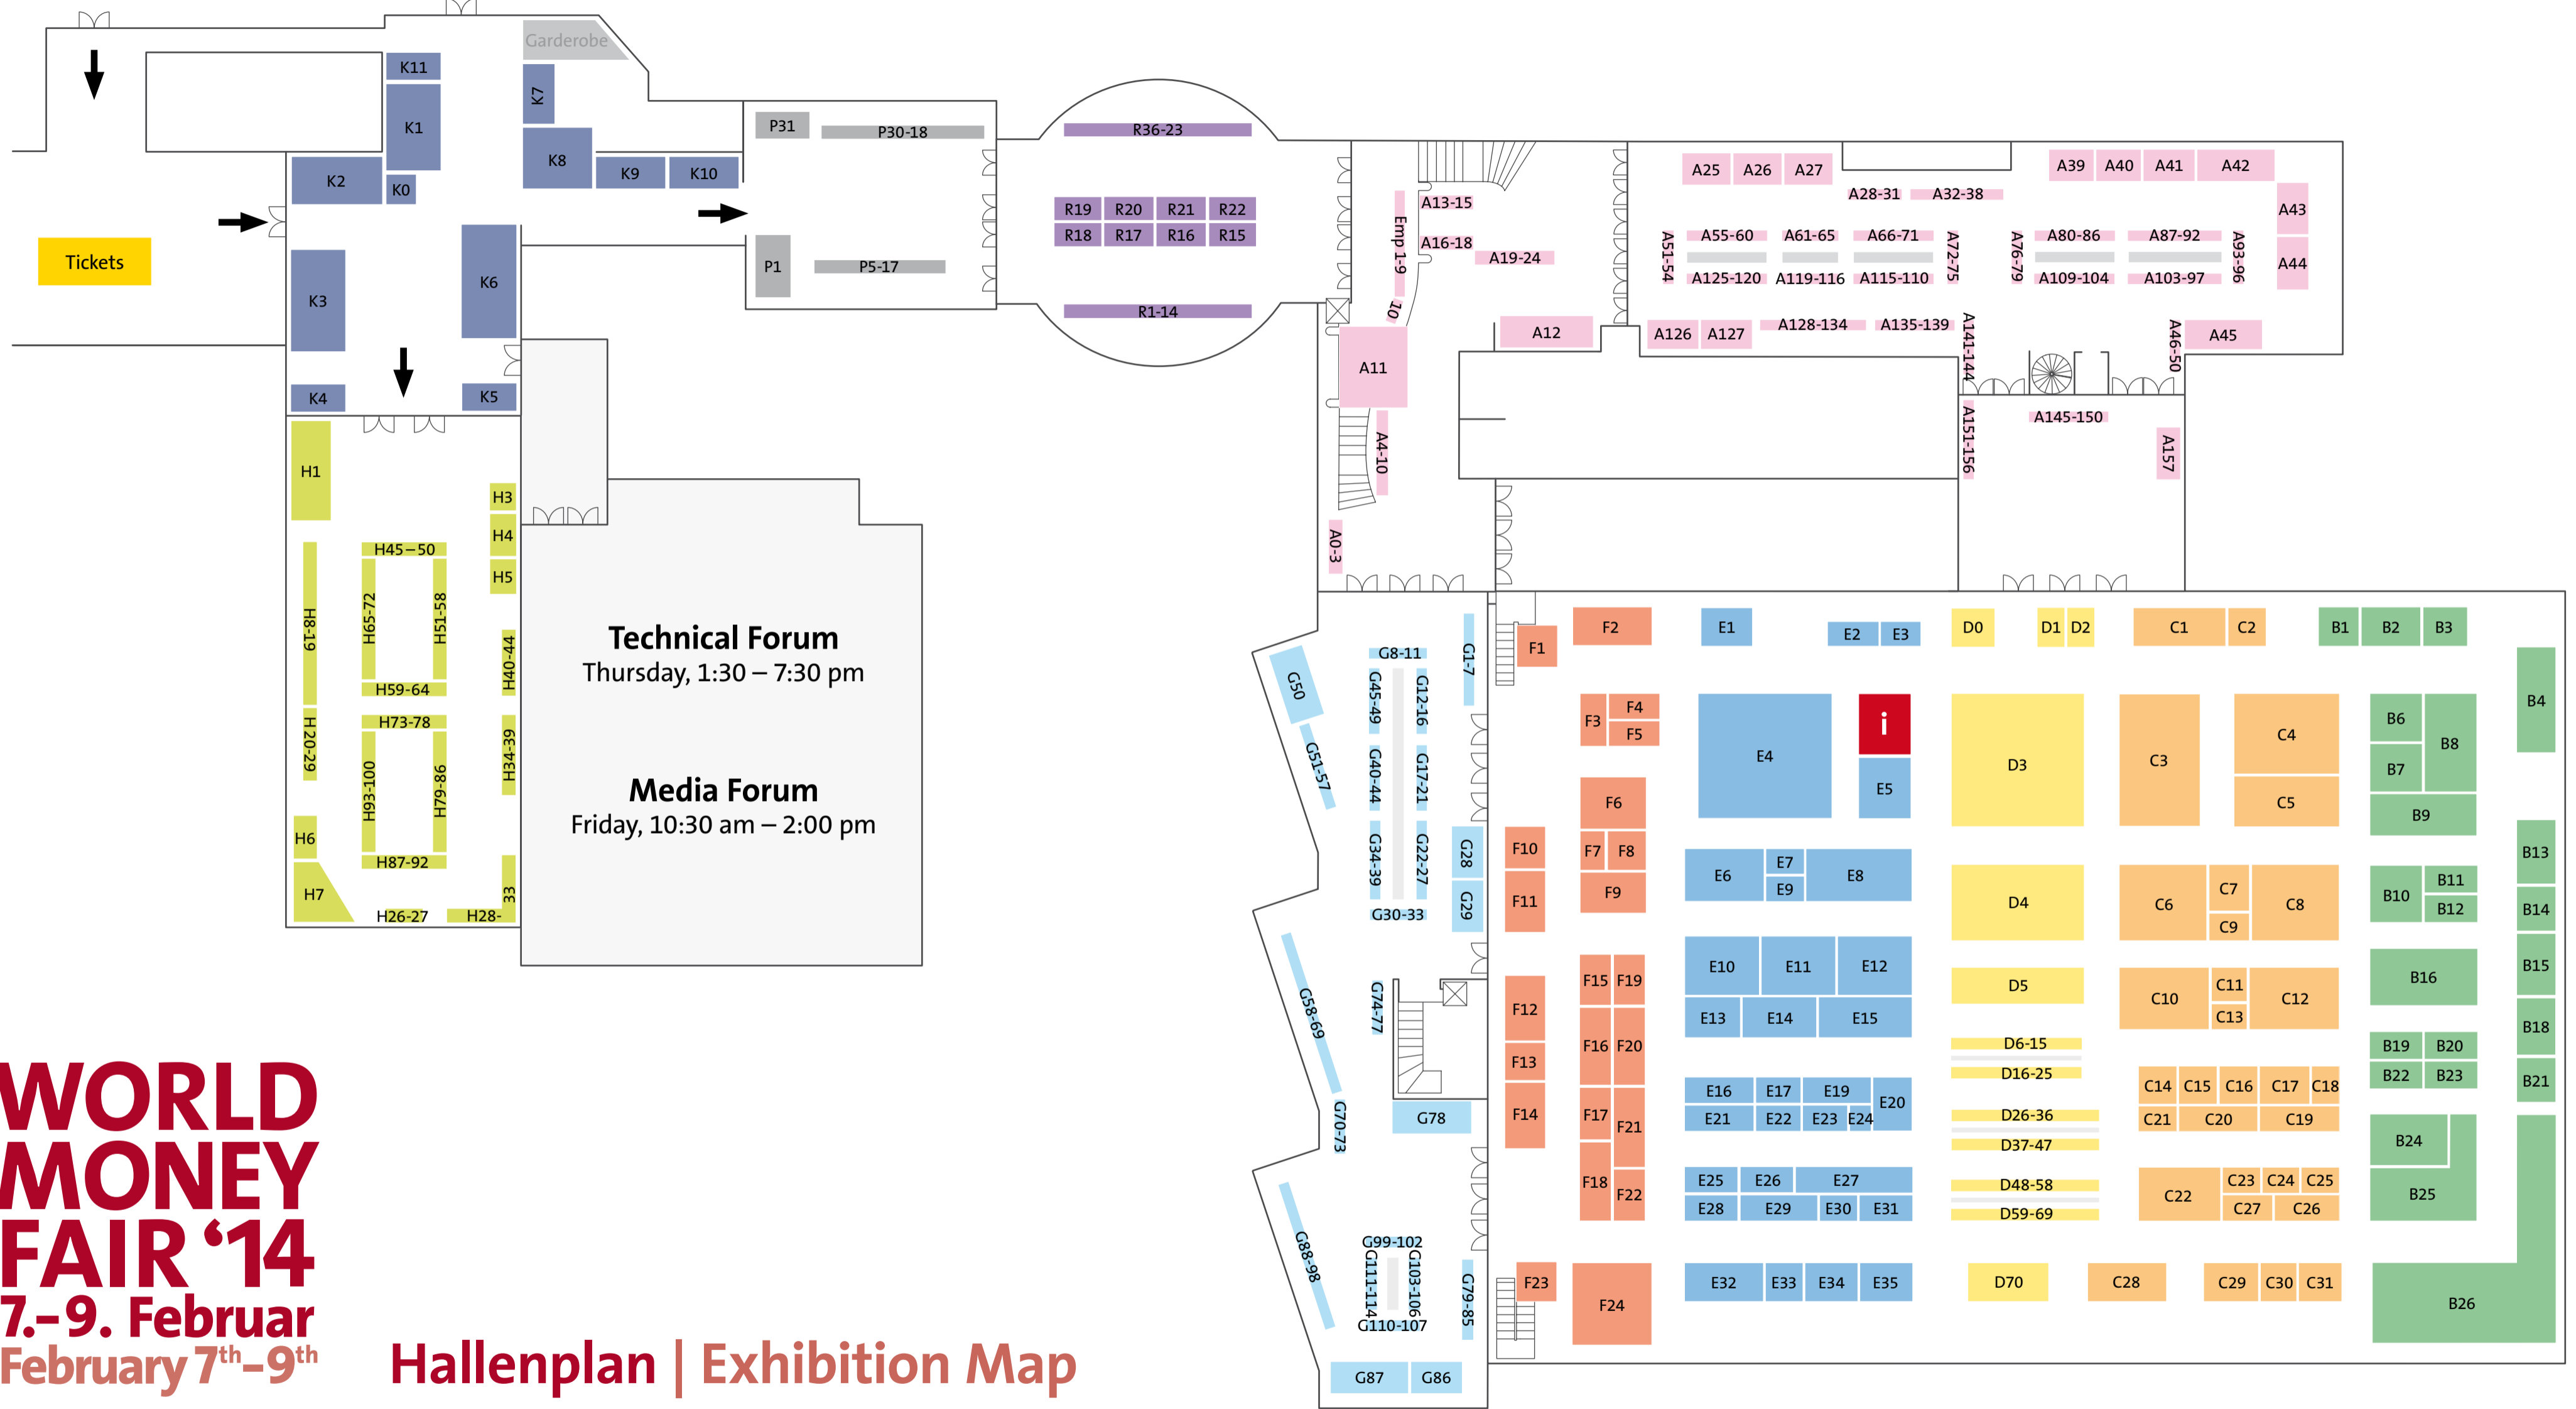 Garderobe
K11
K1
K7
K8
K2
K0
K9
K10
K3
K6
K4
K5
Tickets
P31
P30-18
P1
P5-17
R36-23
R19 R20 R21 R22
R18 R17 R16 R15
R1-14
Emp 1-9
10
A13-15
A16-18
A19-24
A12
A11
A4-10
A0-3
A25 A26 A27
A28-31 A32-38
A39 A40 A41 A42
A43
A44
A51-54
A55-60 A61-65 A66-71
A72-75
A76-79
A80-86 A87-92
A93-96
A125-120 A119-116 A115-110
A109-104 A103-97
A126 A127 A128-134 A135-139
A141-144
A46-50
A45
A151-156
A145-150
A157
H1
H3
H4
H5
H45–50
H8-19
H65-72
H51-58
H40-44
H59-64
H20-29
H73-78
H34-39
H93-100
H79-86
H6
H87-92
H7
H26-27
H28-
33
Technical Forum
Thursday, 1:30 – 7:30 pm
Media Forum
Friday, 10:30 am – 2:00 pm
G50
G51-57
G8-11
G1-7
G45-49
G12-16
G40-44
G17-21
G34-39
G22-27
G28
G29
G30-33
G58-69
G74-77
G70-73
G78
G88-98
G99-102
G111-114
G103-106
G110-107
G79-85
G87
G86
F1
F2
F3
F4
F5
F6
F7 F8
F9
F10
F11
F15 F19
F12
F16 F20
F13
F14
F17
F21
F18
F22
F23
F24
E1
E2 E3
E4
i
E5
E6
E7
E9
E8
E10 E11 E12
E13 E14 E15
E16 E17 E19
E20
E21 E22 E23 E24
E25 E26 E27
E28 E29 E30 E31
E32 E33 E34 E35
D0
D1 D2
D3
D4
D5
D6-15
D16-25
D26-36
D37-47
D48-58
D59-69
D70
C1 C2
C3
C4
C5
C6
C7
C9
C8
C10
C11
C13
C12
C14 C15 C16 C17 C18
C21 C20 C19
C22
C23 C24 C25
C27 C26
C28
C29 C30 C31
B1 B2 B3
B4
B6
B7
B8
B9
B13
B10
B11
B12
B14
B16
B15
B18
B19 B20
B22 B23
B21
B24
B25
B26
WORLD
MONEY
FAIR ‘14
7.–9. Februar
February 7th–9th
Hallenplan | Exhibition Map